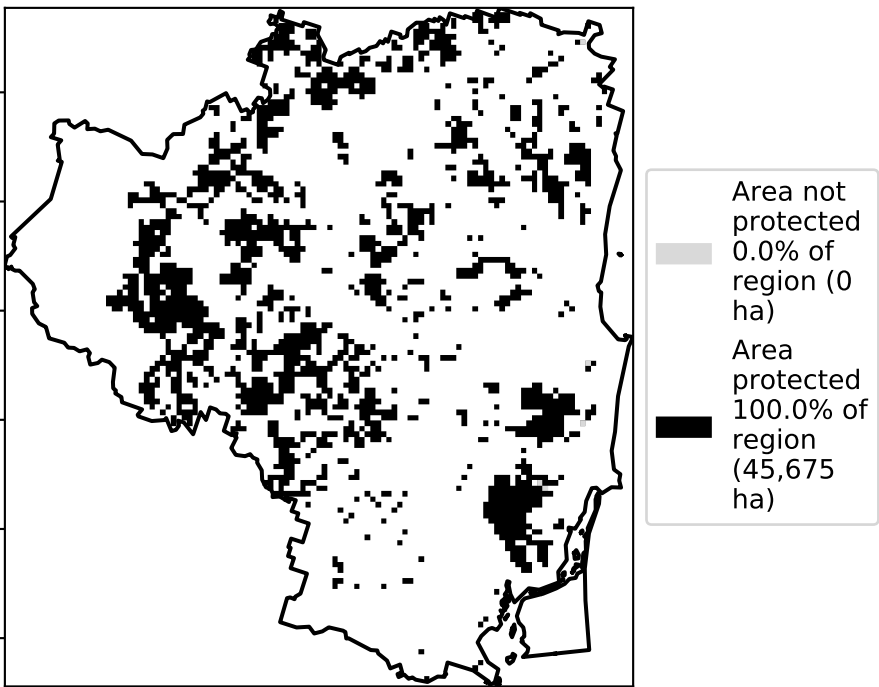 Area not
protected
0.0% of
region (0
ha)
Area
protected
100.0% of
region
(45,675
ha)